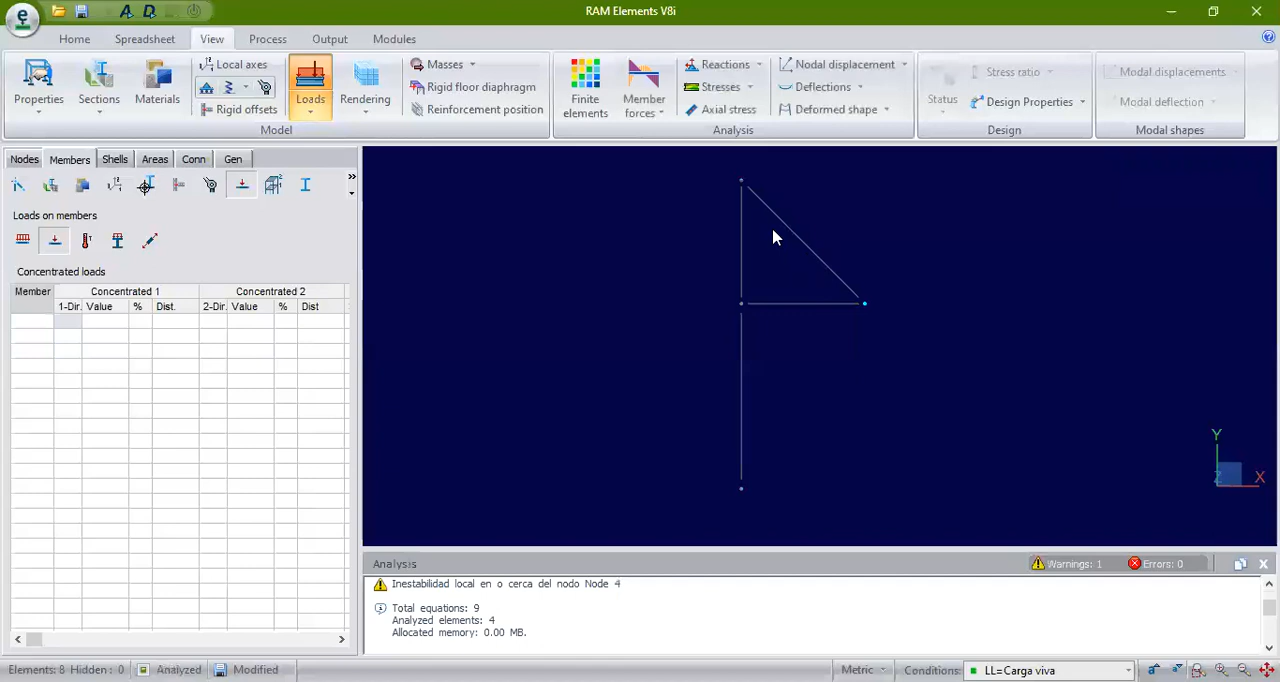 RAM Elements V8i
Home
Spreadsheet
View
Process
Output
Modules
Properties
Sections
Materials
Local axes
Rigid offsets
Loads
Rendering
Masses
Rigid floor diaphragm
Reinforcement position
Model
Finite elements
Member forces
Reactions
Stresses
Axial stress
Nodal displacement
Deflections
Deformed shape
Analysis
Status
Stress ratio
Design Properties
Design
Modal displacements
Modal deflection
Modal shapes
Nodes
Members
Shells
Areas
Conn
Gen
Loads on members
Concentrated loads
Member
Concentrated 1
Concentrated 2
1-Dir. Value % Dist. 2-Dir. Value % Dist
Y
Z
X
Analysis
Warnings: 1
Errors: 0
Inestabilidad local en o cerca del nodo Node 4
Total equations: 9
Analyzed elements: 4
Allocated memory: 0.00 MB.
Elements: 8 Hidden : 0
Analyzed
Modified
Metric
Conditions:
LL=Carga viva